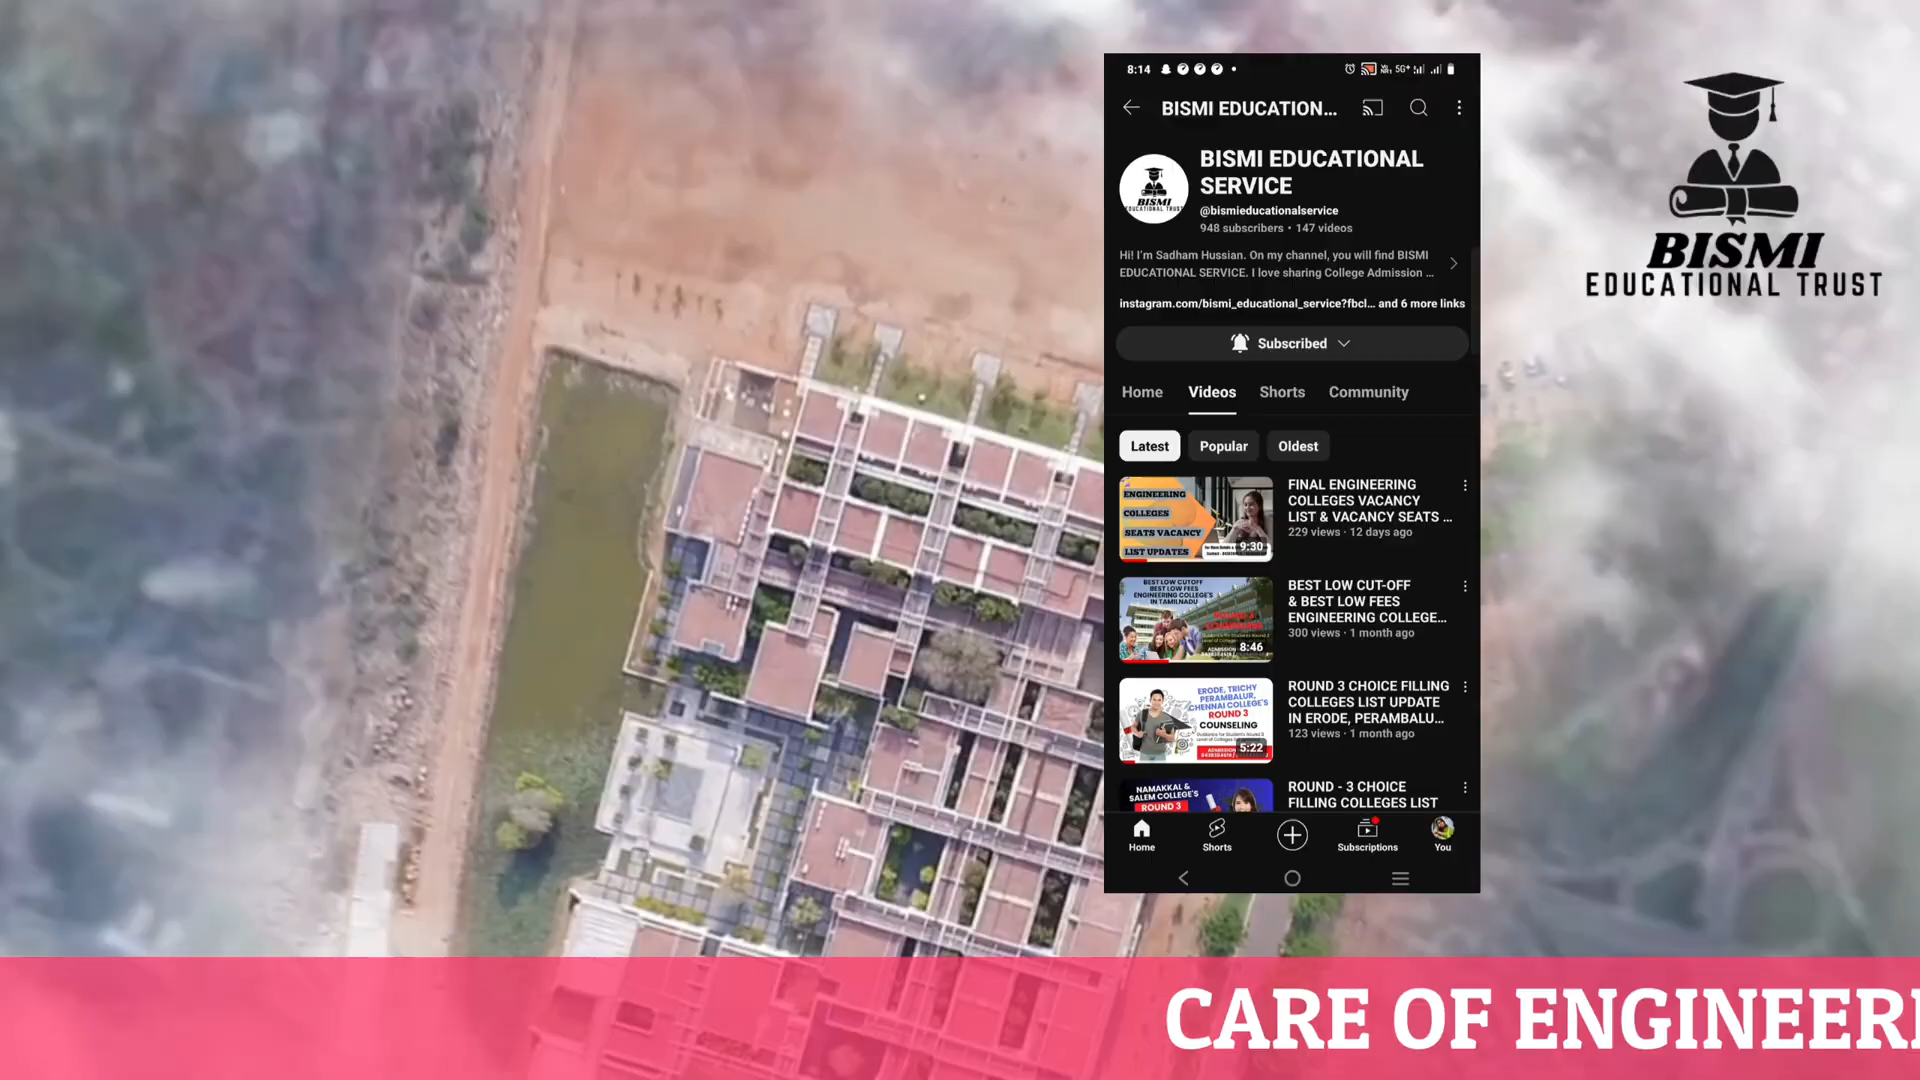 8:14
5G+
BISMI EDUCATION...
BISMI EDUCATIONAL
SERVICE
@bismieducationalservice
948 subscribers • 147 videos
BISMI
EDUCATIONAL TRUST
Hi! I'm Sadham Hussian. On my channel, you will find BISMI
EDUCATIONAL SERVICE. I love sharing College Admission ...
instagram.com/bismi_educational_service?fbcl... and 6 more links
Subscribed
Home Videos Shorts Community
Latest Popular Oldest
ENGINEERING
COLLEGES
SEATS VACANCY
LIST UPDATES
9:30
FINAL ENGINEERING
COLLEGES VACANCY
LIST & VACANCY SEATS ...
229 views · 12 days ago
BEST LOW CUTOFF
BEST LOW FEES
ENGINEERING COLLEGE'S
IN TAMILNADU
8:46
BEST LOW CUT-OFF
& BEST LOW FEES
ENGINEERING COLLEGE...
300 views · 1 month ago
ERODE, TRICHY
PERAMBALUR,
CHENNAI COLLEGE'S
ROUND 3
COUNSELING
5:22
ROUND 3 CHOICE FILLING
COLLEGES LIST UPDATE
IN ERODE, PERAMBALU...
123 views · 1 month ago
NAMAKKAL &
SALEM COLLEGE'S
ROUND 3
ROUND - 3 CHOICE
FILLING COLLEGES LIST
Home Shorts Subscriptions You
BISMI
EDUCATIONAL TRUST
CARE OF ENGINEERI